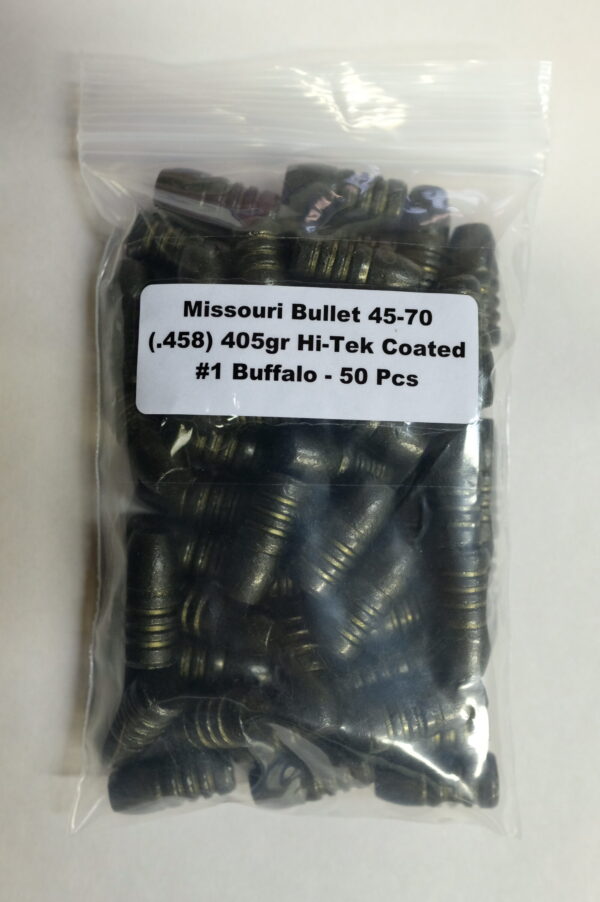 Missouri Bullet 45-70
(.458) 405gr Hi-Tek Coated
#1 Buffalo - 50 Pcs